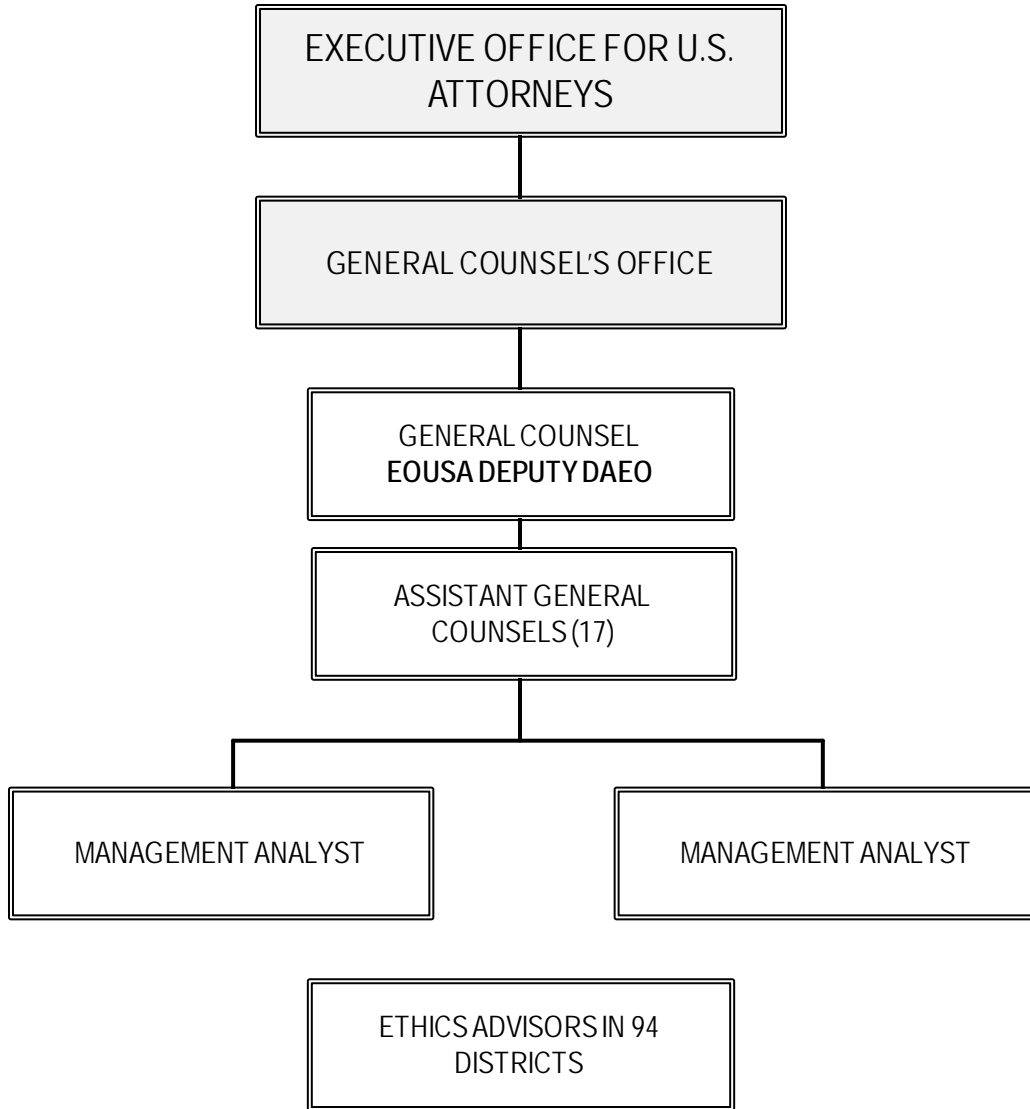 EXECUTIVE OFFICE FOR U.S.
ATTORNEYS
GENERAL COUNSEL'S OFFICE
GENERAL COUNSEL
EOUSA DEPUTY DAEO
ASSISTANT GENERAL
COUNSELS (17)
MANAGEMENT ANALYST
MANAGEMENT ANALYST
ETHICS ADVISORS IN 94
DISTRICTS